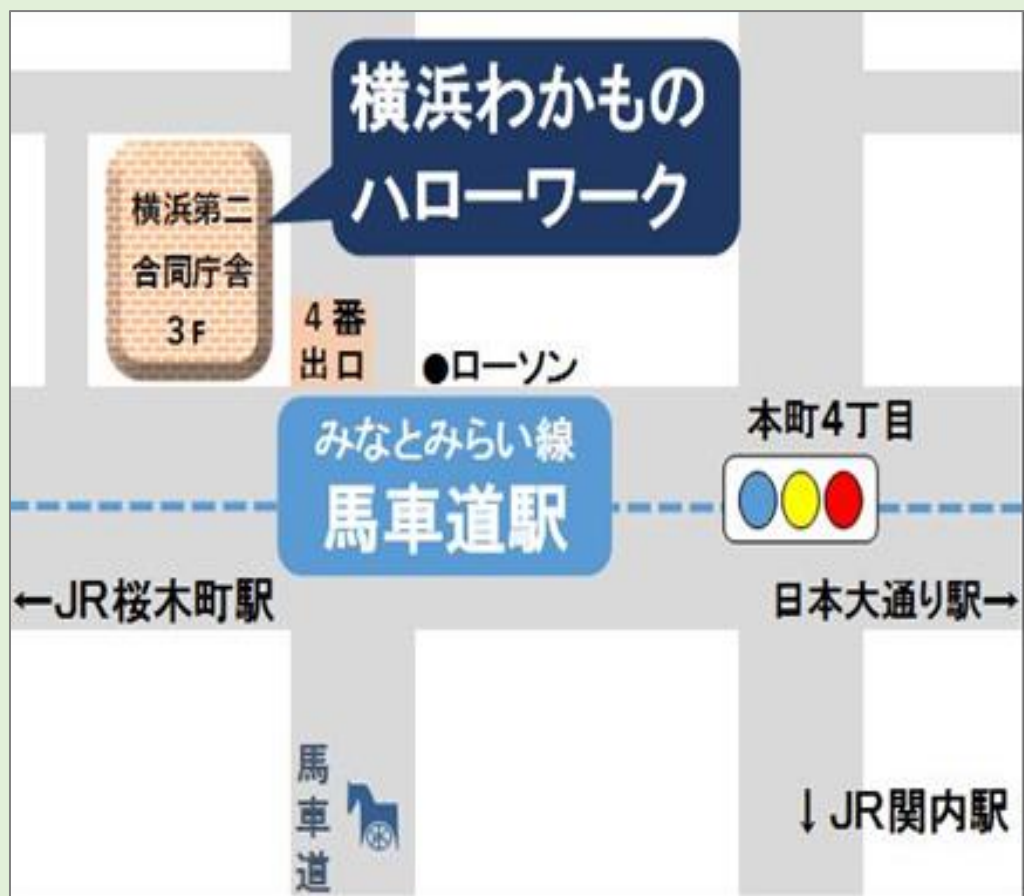 横浜わかもの
ハローワーク
横浜第二
合同庁舎
3F
4番
出口
●ローソン
みなとみらい線
馬車道駅
本町4丁目
←JR桜木町駅
日本大通り駅→
馬車道
↓JR関内駅